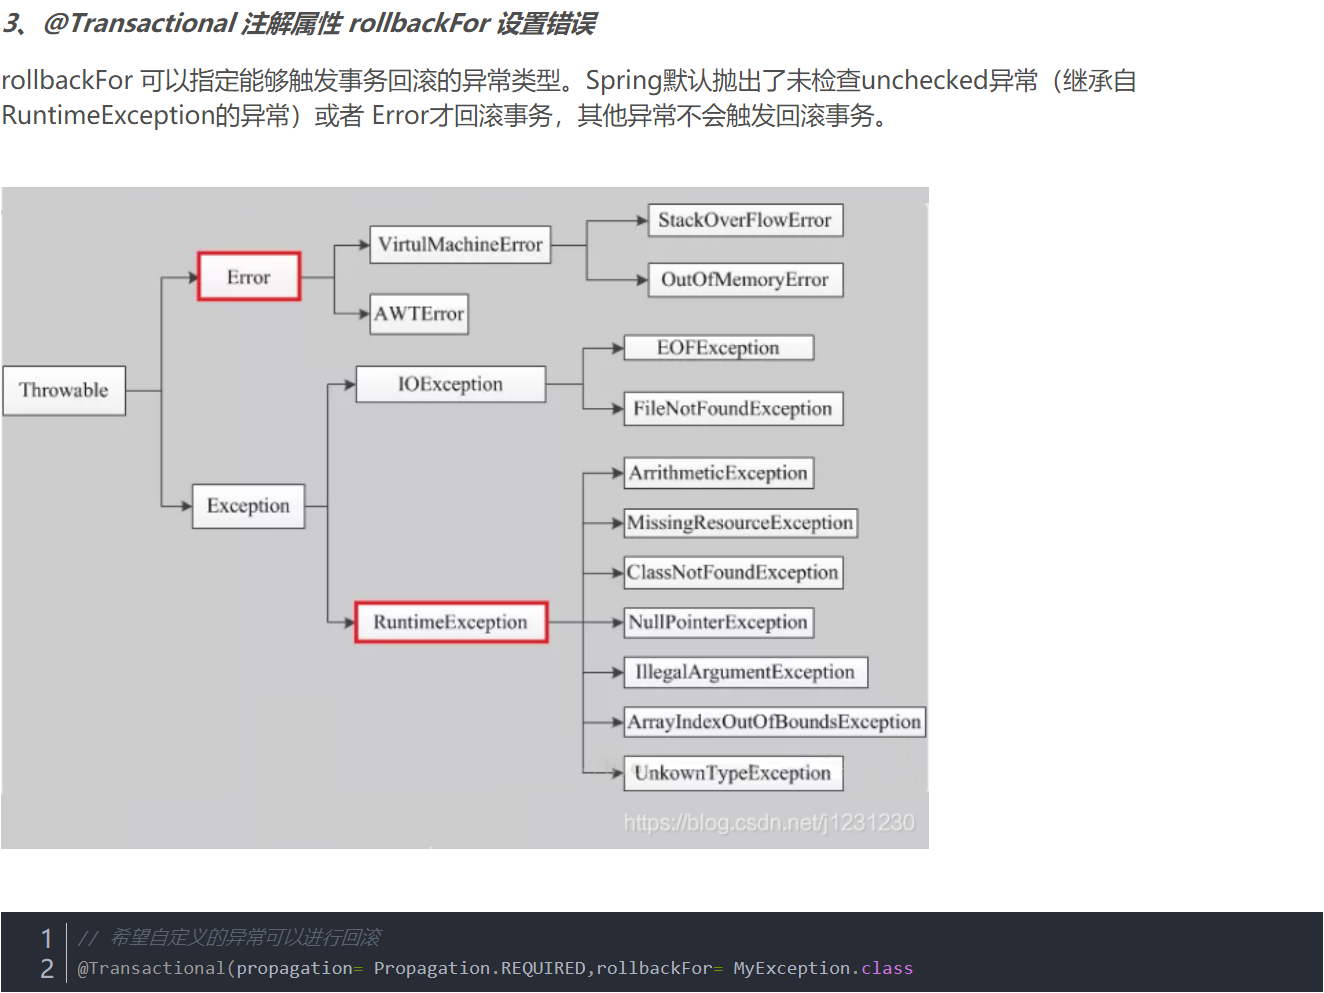 3、@Transactional 注解属性 rollbackFor 设置错误
rollbackFor 可以指定能够触发事务回滚的异常类型。Spring默认抛出了未检查unchecked异常（继承自
RuntimeException的异常）或者 Error才回滚事务，其他异常不会触发回滚事务。
StackOverFlowError
VirtulMachineError
Error
OutOfMemoryError
AWTError
EOFException
IOException
Throwable
FileNotFoundException
ArrithmeticException
Exception
MissingResourceException
ClassNotFoundException
RuntimeException
NullPointerException
IllegalArgumentException
ArrayIndexOutOfBoundsException
UnkownTypeException
https://blog.csdn.net/j1231230
1 // 希望自定义的异常可以进行回滚
2 @Transactional(propagation= Propagation.REQUIRED,rollbackFor= MyException.class